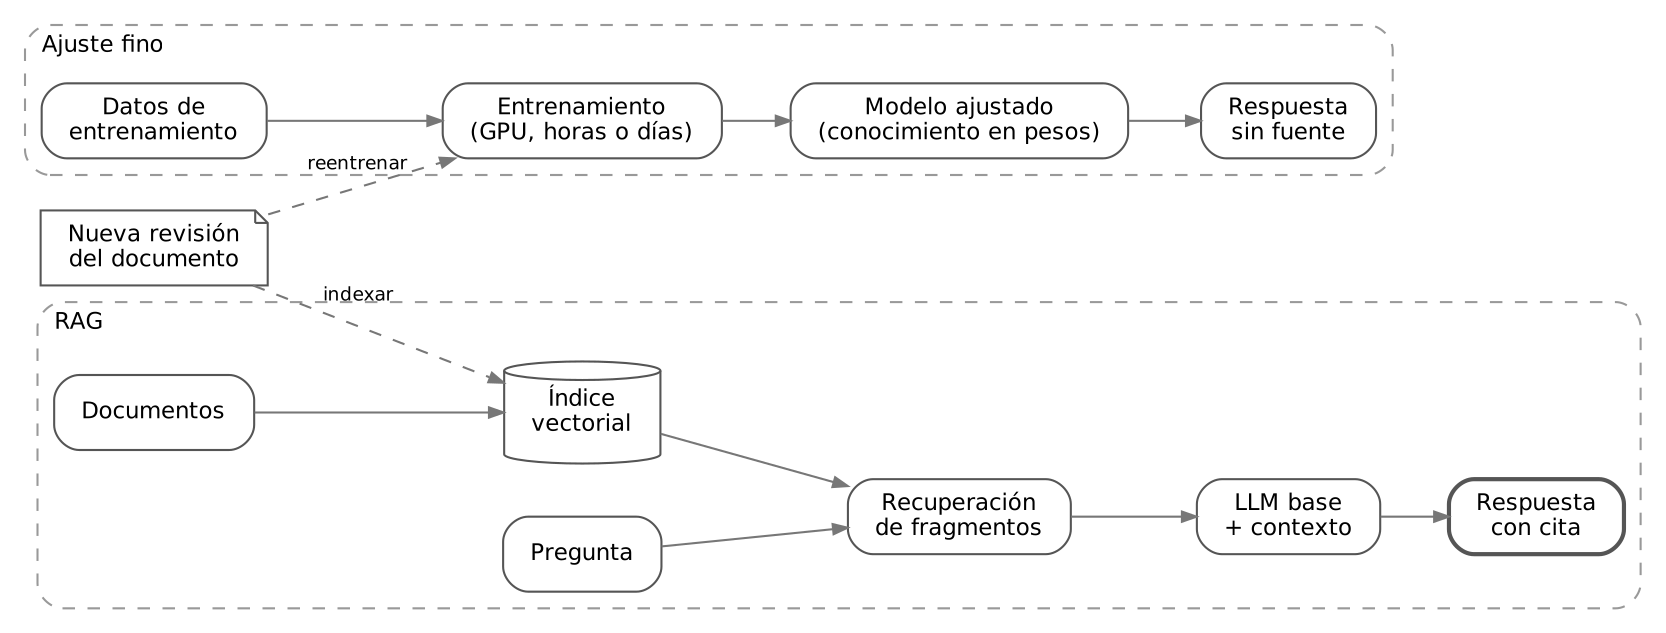 Ajuste fino
Datos de
entrenamiento
Entrenamiento
(GPU, horas o días)
Modelo ajustado
(conocimiento en pesos)
Respuesta
sin fuente
reentrenar
Nueva revisión
del documento
indexar
RAG
Documentos
Índice
vectorial
Pregunta
Recuperación
de fragmentos
LLM base
+ contexto
Respuesta
con cita